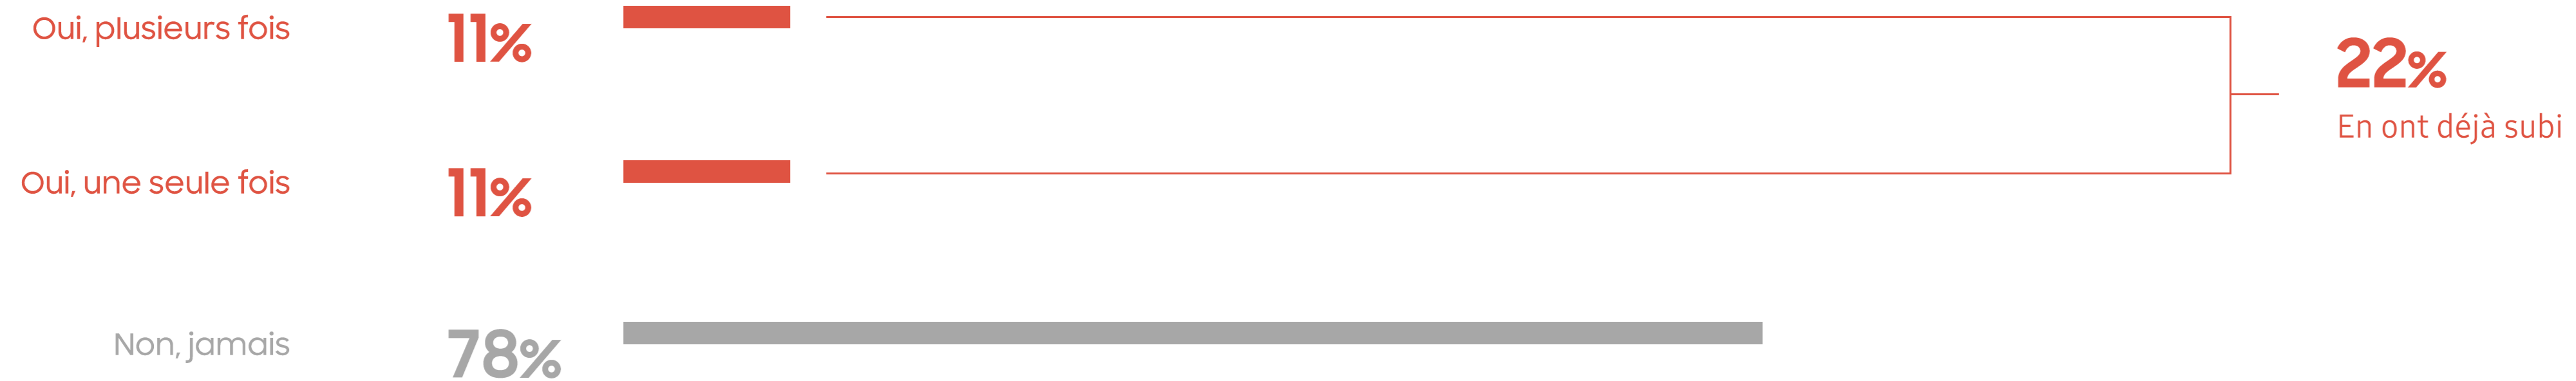 Oui, plusieurs fois 11%
22%
En ont déjà subi
Oui, une seule fois 11%
Non, jamais 78%